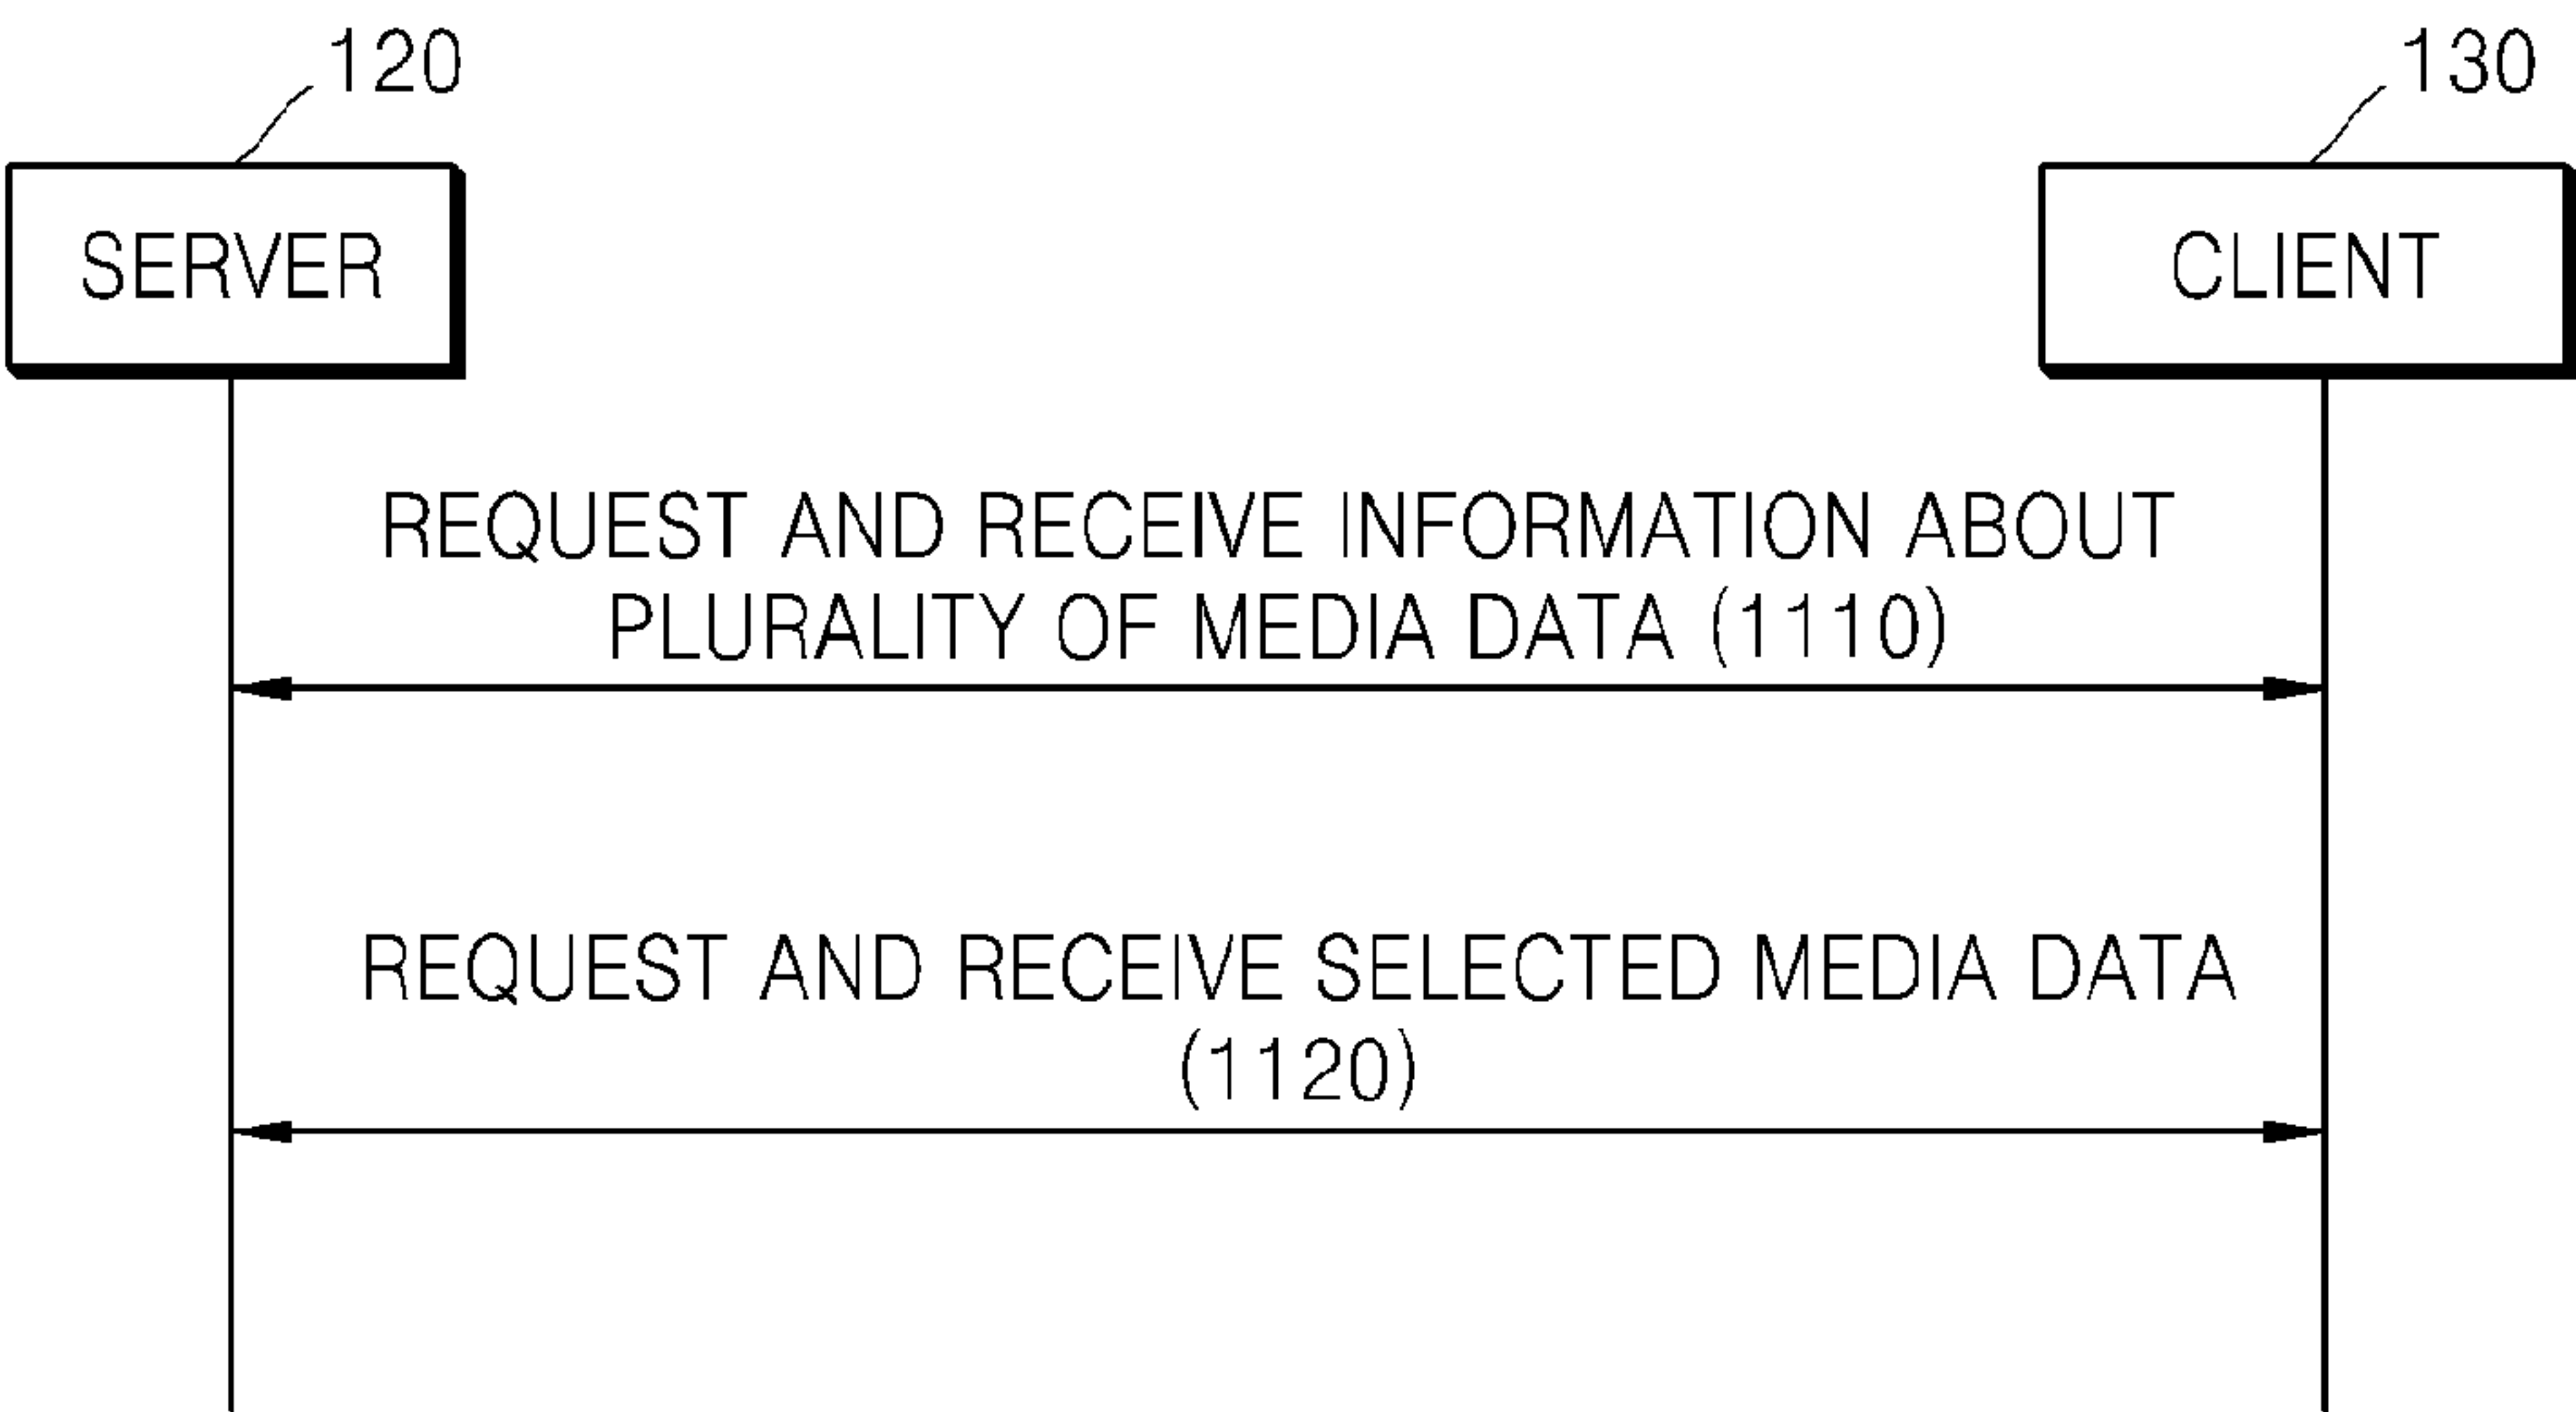 120
130
SERVER
CLIENT
REQUEST AND RECEIVE INFORMATION ABOUT
PLURALITY OF MEDIA DATA (1110)
REQUEST AND RECEIVE SELECTED MEDIA DATA
(1120)